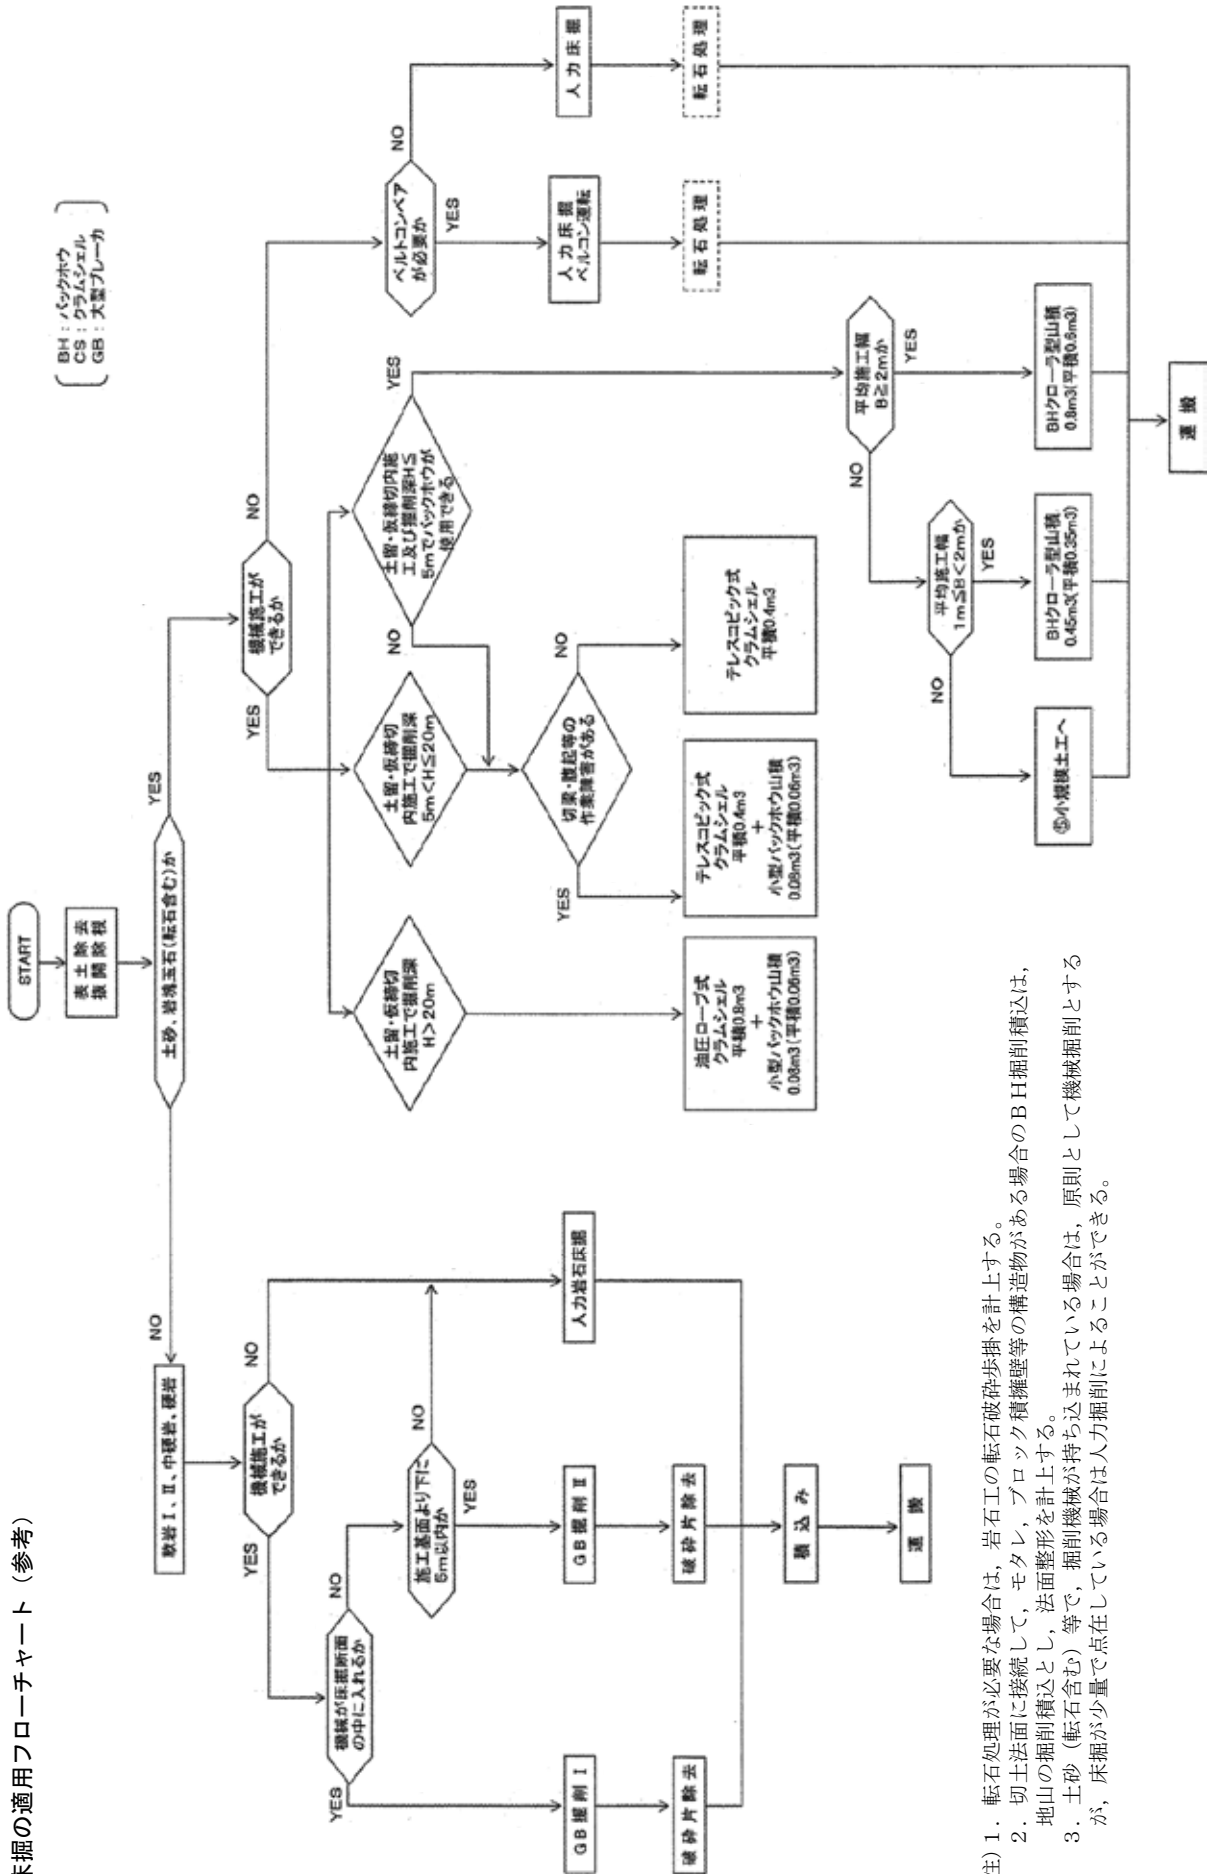 床掘の適用フローチャート（参考）
BH：バックホウ
CS：クラムシェル
GB：大型ブレーカ
START
表土除去
抜開除根
土砂、岩塊玉石(転石含む)か
NO
YES
軟岩Ⅰ、Ⅱ、中硬岩、硬岩
機械施工が
できるか
YES
NO
機械が床掘断面
の中に入れるか
YES
NO
施工基面より下に
5m以内か
NO
YES
GB掘削Ⅰ
GB掘削Ⅱ
人力岩石床掘
破砕片除去
破砕片除去
積込み
運搬
機械施工が
できるか
YES
NO
土留・仮締切
内施工で掘削深
H＞20m
土留・仮締切
内施工で掘削深
5m＜H≦20m
土留・仮締切内施
工及び掘削深H≦
5mでバックホウが
使用できる
NO
YES
切梁・腹起等の
作業障害がある
YES
NO
油圧ロープ式
クラムシェル
平積0.8m3
＋
小型バックホウ山積
0.08m3(平積0.06m3)
テレスコピック式
クラムシェル
平積0.4m3
＋
小型バックホウ山積
0.08m3(平積0.06m3)
テレスコピック式
クラムシェル
平積0.4m3
ベルトコンベア
が必要か
YES
NO
人力床掘
ベルコン運転
人力床掘
転石処理
転石処理
平均施工幅
B≧2mか
NO
YES
平均施工幅
1m≦B＜2mか
NO
YES
⑤小規模土工へ
BHクローラ型山積
0.45m3(平積0.35m3)
BHクローラ型山積
0.8m3(平積0.6m3)
運搬
注）1．転石処理が必要な場合は，岩石工の転石破砕歩掛を計上する。
2．切土法面に接続して，モタレ，ブロック積擁壁等の構造物がある場合のBH掘削積込は，
地山の掘削積込とし，法面整形を計上する。
3．土砂（転石含む）等で，掘削機械が持ち込まれている場合は，原則として機械掘削とする
が，床掘が少量で点在している場合は人力掘削によることができる。